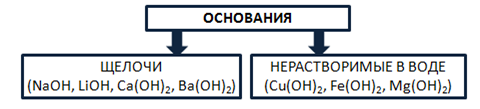 ОСНОВАНИЯ
ЩЕЛОЧИ
(NaOH, LiOH, Ca(OH)₂, Ba(OH)₂)
НЕРАСТВОРИМЫЕ В ВОДЕ
(Cu(OH)₂, Fe(OH)₂, Mg(OH)₂)